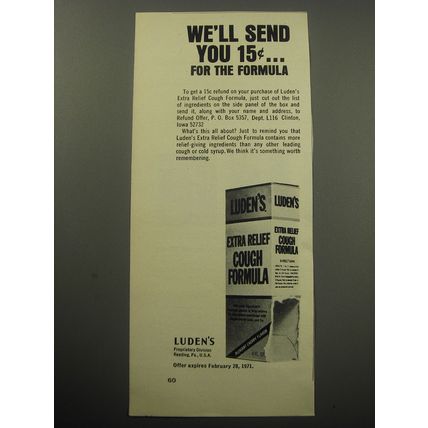 WE'LL SEND
YOU 15¢...
FOR THE FORMULA
To get a 15c refund on your purchase of Luden's
Extra Relief Cough Formula, just cut out the list
of ingredients on the side panel of the box and
send it, along with your name and address, to
Refund Offer, P. O. Box 5357, Dept. L116 Clinton,
Iowa 52732
What's this all about? Just to remind you that
Luden's Extra Relief Cough Formula contains more
relief-giving ingredients than any other leading
cough or cold syrup. We think it's something worth
remembering.
LUDEN'S
EXTRA RELIEF
COUGH
FORMULA
LUDEN'S
EXTRA RELIEF
COUGH
FORMULA
LUDEN'S
Proprietary Division
Reading, Pa., U.S.A.
Offer expires February 28, 1971.
60